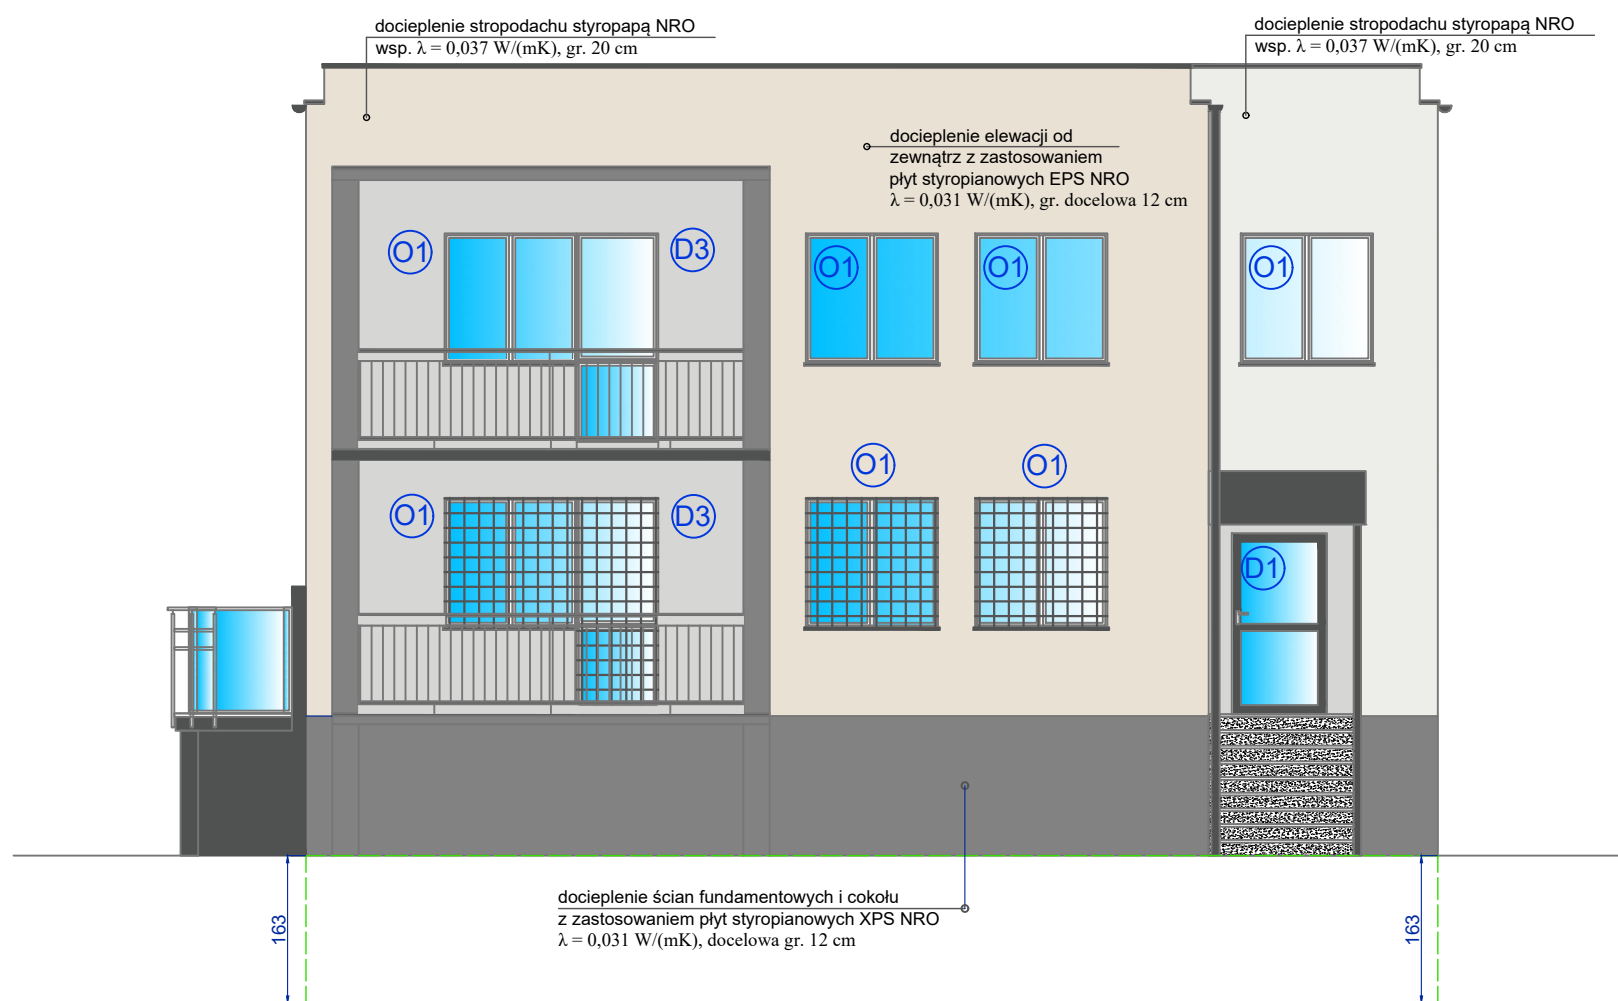 docieplenie stropodachu styropapą NRO
wsp. λ = 0,037 W/(mK), gr. 20 cm
docieplenie stropodachu styropapą NRO
wsp. λ = 0,037 W/(mK), gr. 20 cm
docieplenie elewacji od
zewnątrz z zastosowaniem
płyt styropianowych EPS NRO
λ = 0,031 W/(mK), gr. docelowa 12 cm
O1
D3
O1
O1
O1
O1
O1
O1
D3
D1
docieplenie ścian fundamentowych i cokołu
z zastosowaniem płyt styropianowych XPS NRO
λ = 0,031 W/(mK), docelowa gr. 12 cm
163
163